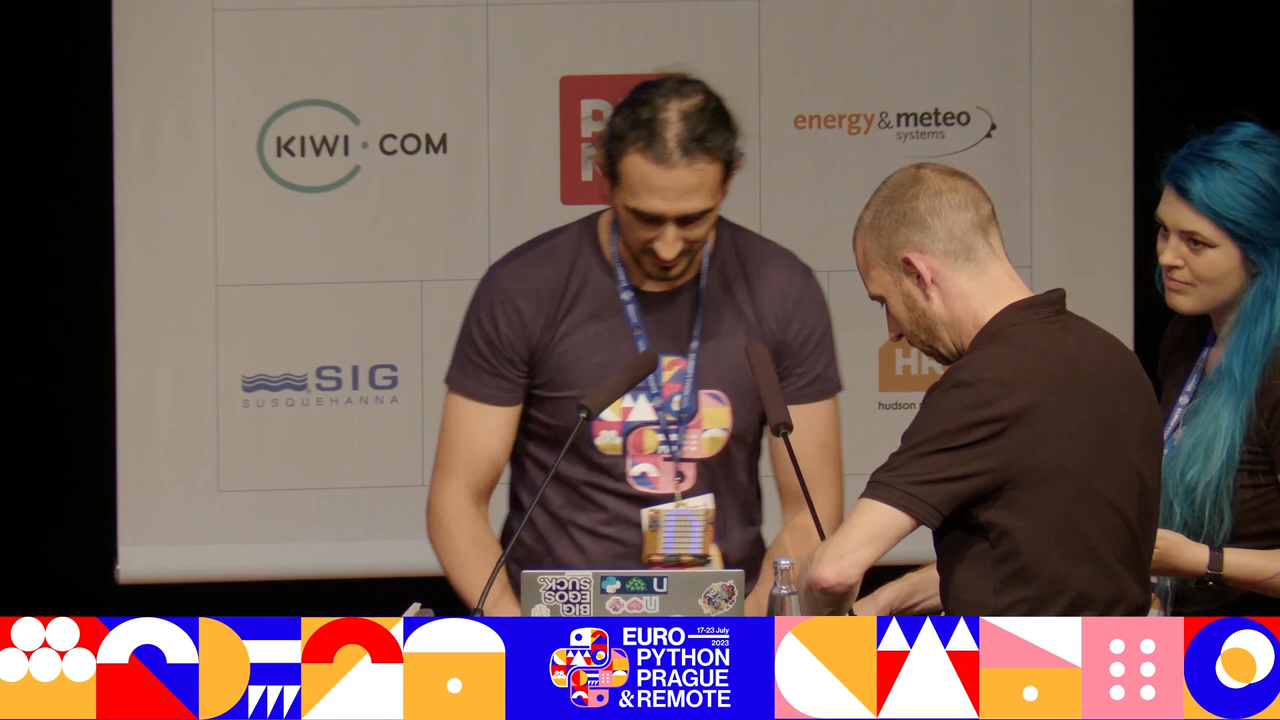 KIWI.COM
energy & meteo
systems
SIG
SUSQUEHANNA
HR
hudson
BIG
EGOS
SUCK
U
U
EURO
17-23 July
2023
PYTHON
PRAGUE
& REMOTE